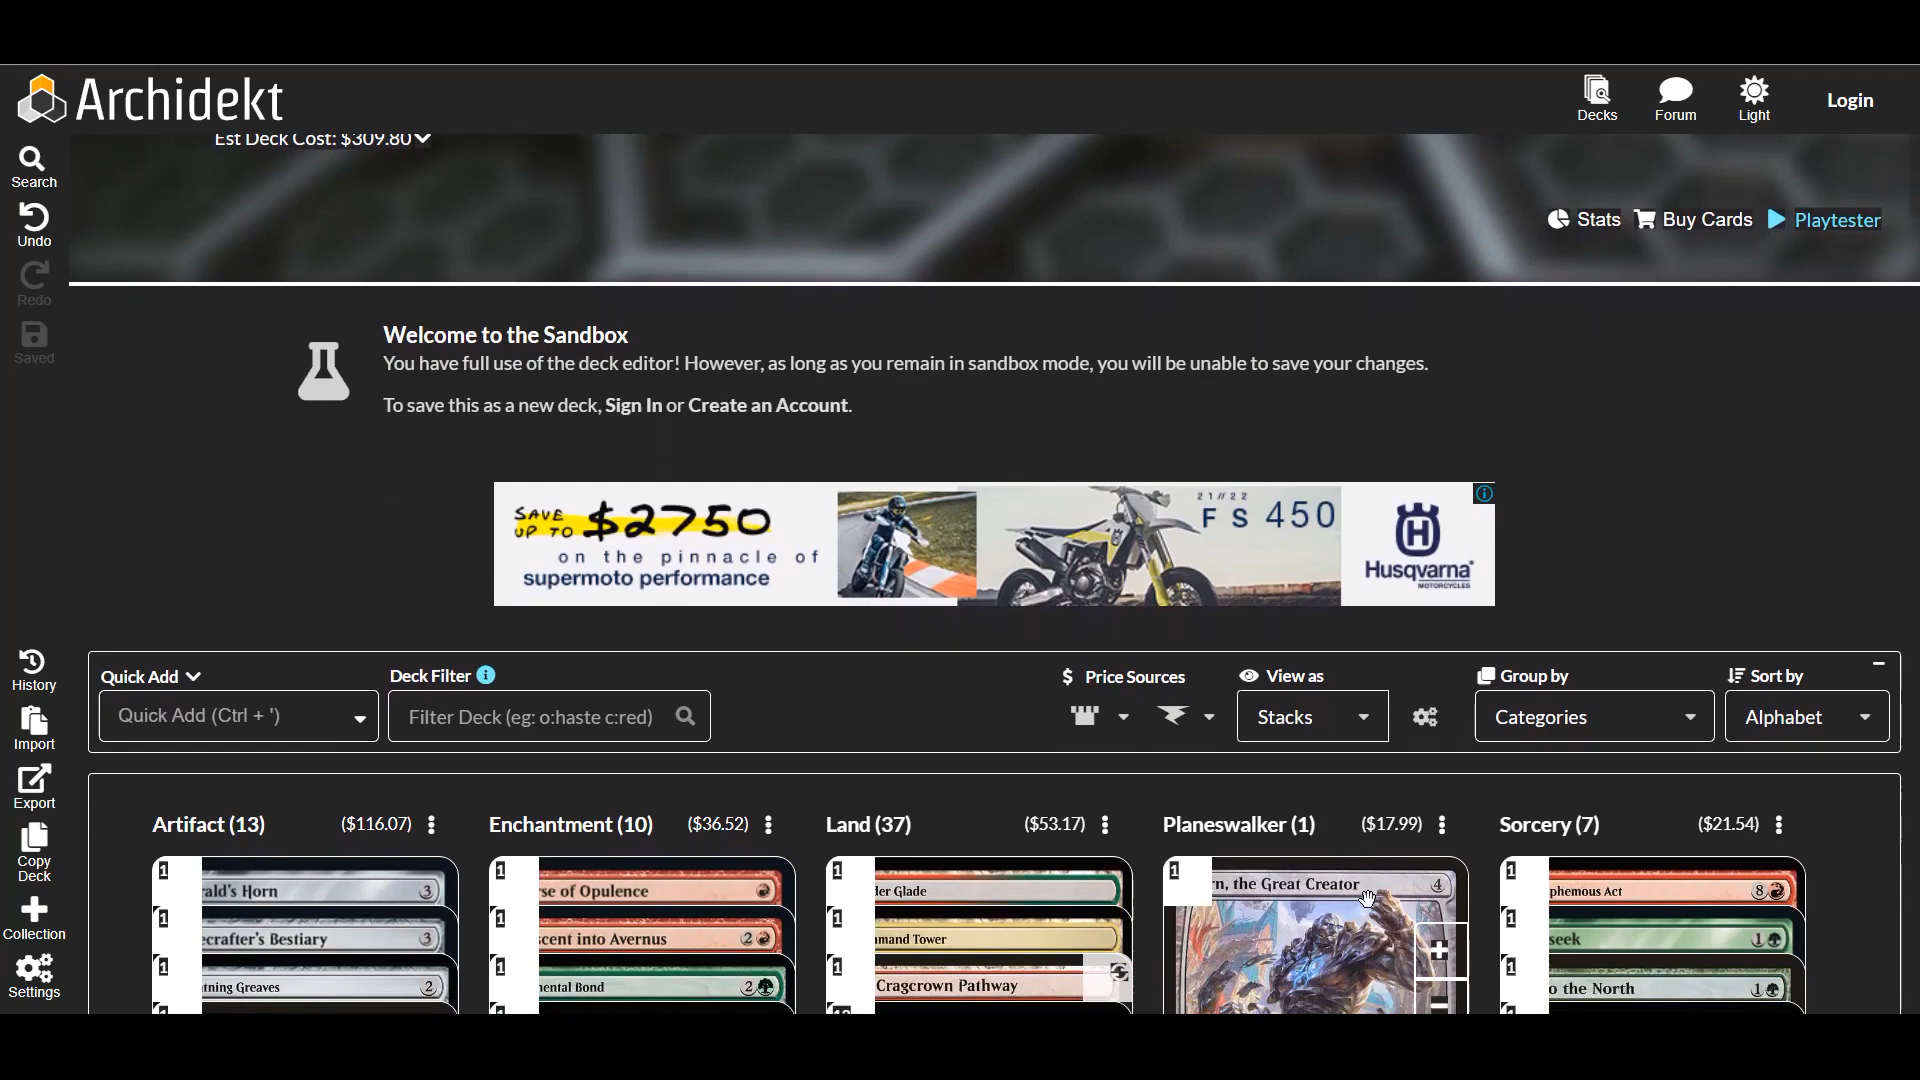 Archidekt
Decks
Forum
Light
Login
Est Deck Cost: $309.80
Search
Undo
Redo
Saved
Stats
Buy Cards
Playtester
Welcome to the Sandbox
You have full use of the deck editor! However, as long as you remain in sandbox mode, you will be unable to save your changes.
To save this as a new deck, Sign In or Create an Account.
SAVE UP TO $2750
on the pinnacle of
supermoto performance
21//22
FS 450
H
Husqvarna
MOTORCYCLES
History
Import
Export
Copy
Deck
Collection
Settings
Quick Add
Deck Filter
$ Price Sources
View as
Group by
Sort by
Quick Add (Ctrl + ')
Filter Deck (eg: o:haste c:red)
Stacks
Categories
Alphabet
Artifact (13) ($116.07)
Enchantment (10) ($36.52)
Land (37) ($53.17)
Planeswalker (1) ($17.99)
Sorcery (7) ($21.54)
1 rald's Horn 3
1 ecrafter's Bestiary 3
1 tning Greaves 2
1 rse of Opulence
1 scent into Avernus 2
1 mental Bond 2
1 der Glade
1 mmand Tower
1 Cragcrown Pathway
1 rn, the Great Creator 4
1 phemous Act 8
1 seek 1
1 o the North 1